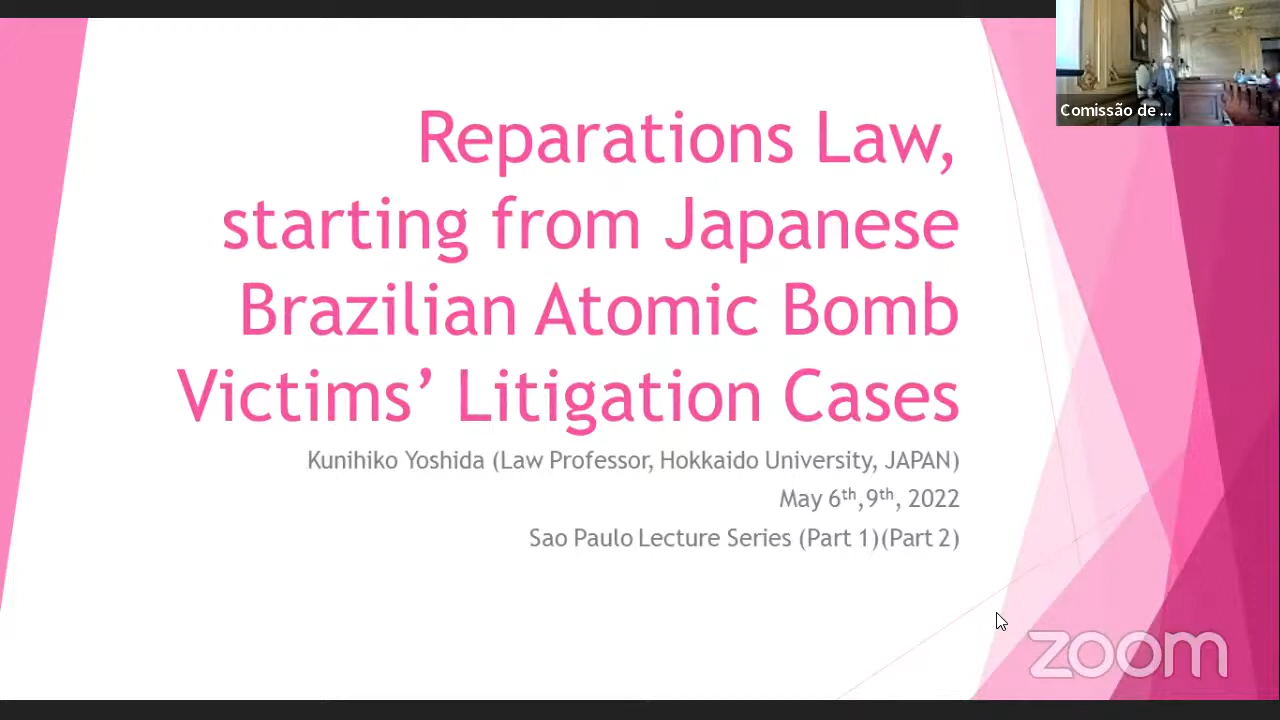 Comissão de ...
Reparations Law,
starting from Japanese
Brazilian Atomic Bomb
Victims’ Litigation Cases
Kunihiko Yoshida (Law Professor, Hokkaido University, JAPAN)
May 6th,9th, 2022
Sao Paulo Lecture Series (Part 1)(Part 2)
zoom